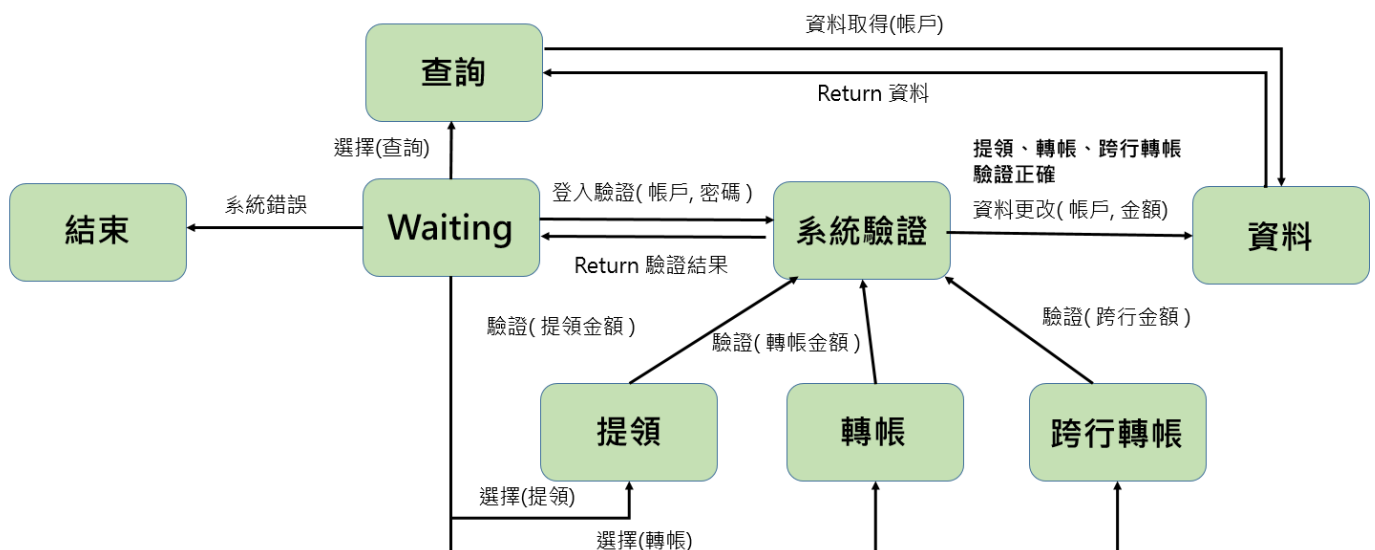 資料取得(帳戶)
查詢
Return 資料
選擇(查詢)
提領、轉帳、跨行轉帳
驗證正確
系統錯誤
登入驗證( 帳戶, 密碼 )
資料更改( 帳戶, 金額)
結束
Waiting
系統驗證
資料
Return 驗證結果
驗證( 提領金額 )
驗證( 轉帳金額 )
驗證( 跨行金額 )
提領
轉帳
跨行轉帳
選擇(提領)
選擇(轉帳)